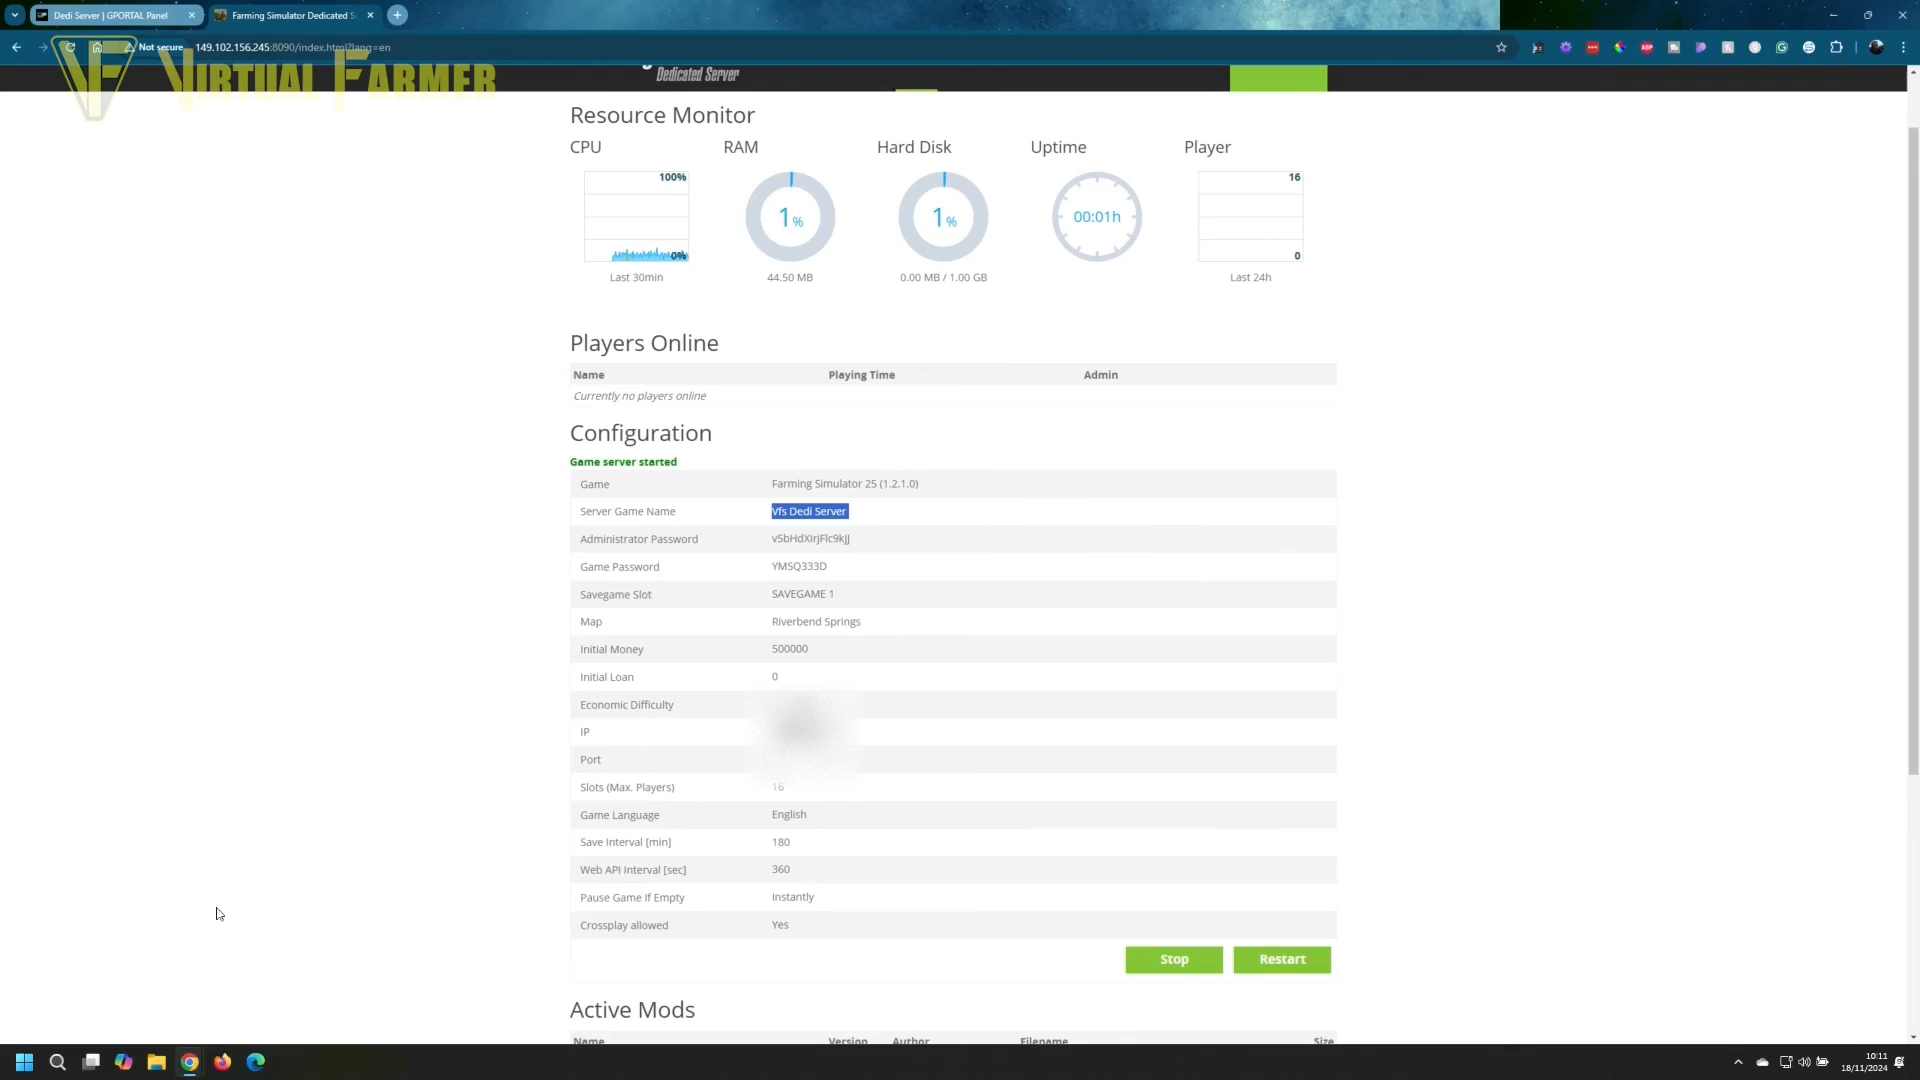 Dedi Server | GPORTAL Panel
Farming Simulator Dedicated S
Not secure
149.102.156.245:8090/index.html?lang=en
VIRTUAL FARMER
Dedicated Server
Resource Monitor
CPU
RAM
Hard Disk
Uptime
Player
100%
0%
1%
1%
00:01h
16
0
Last 30min
44.50 MB
0.00 MB / 1.00 GB
Last 24h
Players Online
Name Playing Time Admin
Currently no players online
Configuration
Game server started
Game Farming Simulator 25 (1.2.1.0)
Server Game Name Vfs Dedi Server
Administrator Password
Game Password YMSQ333D
Savegame Slot SAVEGAME 1
Map Riverbend Springs
Initial Money 500000
Initial Loan 0
Economic Difficulty
IP
Port
Slots (Max. Players) 16
Game Language English
Save Interval [min] 180
Web API Interval [sec] 360
Pause Game If Empty Instantly
Crossplay allowed Yes
Stop
Restart
Active Mods
Name Version Author Filename Size
10:11
18/11/2024